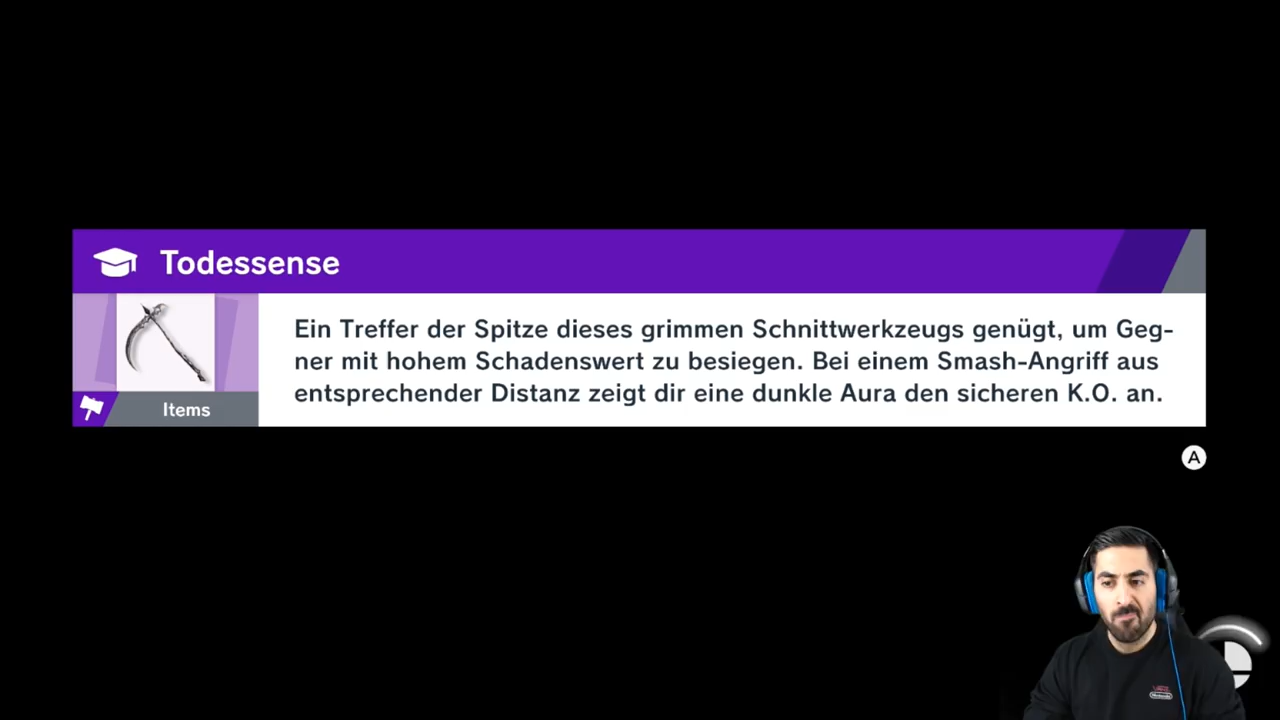 Todessense
Ein Treffer der Spitze dieses grimmen Schnittwerkzeugs genügt, um Geg-
ner mit hohem Schadenswert zu besiegen. Bei einem Smash-Angriff aus
entsprechender Distanz zeigt dir eine dunkle Aura den sicheren K.O. an.
Items
A